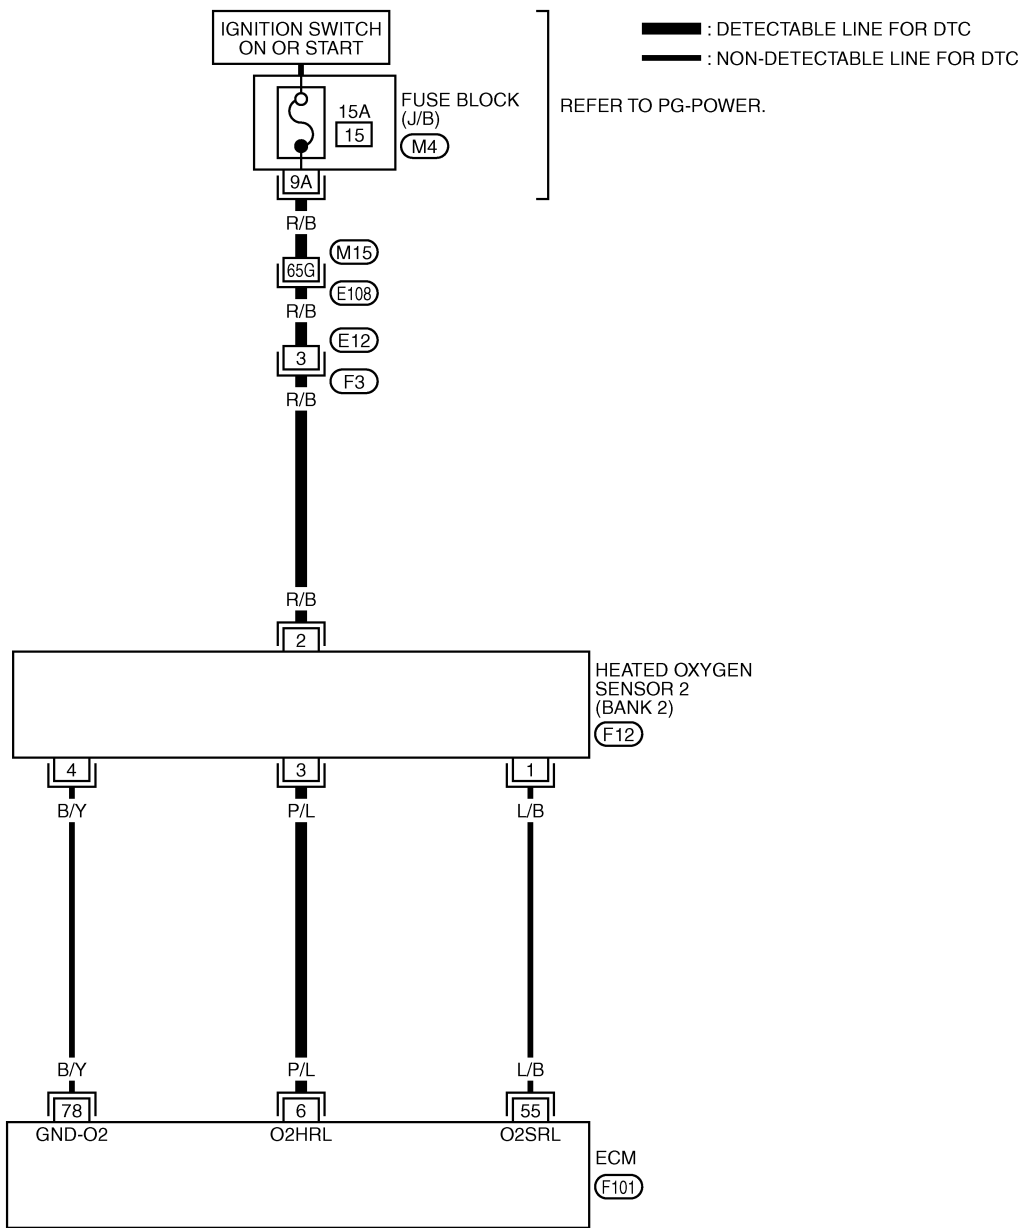 IGNITION SWITCH
ON OR START
: DETECTABLE LINE FOR DTC
: NON-DETECTABLE LINE FOR DTC
15A
15
FUSE BLOCK
(J/B)
M4
REFER TO PG-POWER.
9A
R/B
M15
65G
E108
R/B
E12
3
F3
R/B
R/B
2
HEATED OXYGEN
SENSOR 2
(BANK 2)
F12
4 3 1
B/Y P/L L/B
B/Y P/L L/B
78 6 55
GND-O2 O2HRL O2SRL
ECM
F101